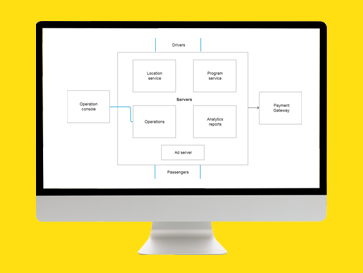 Drivers
Location
service
Program
service
Servers
Operation
console
Payment
Gateway
Operations
Analytics
reports
Ad server
Passengers